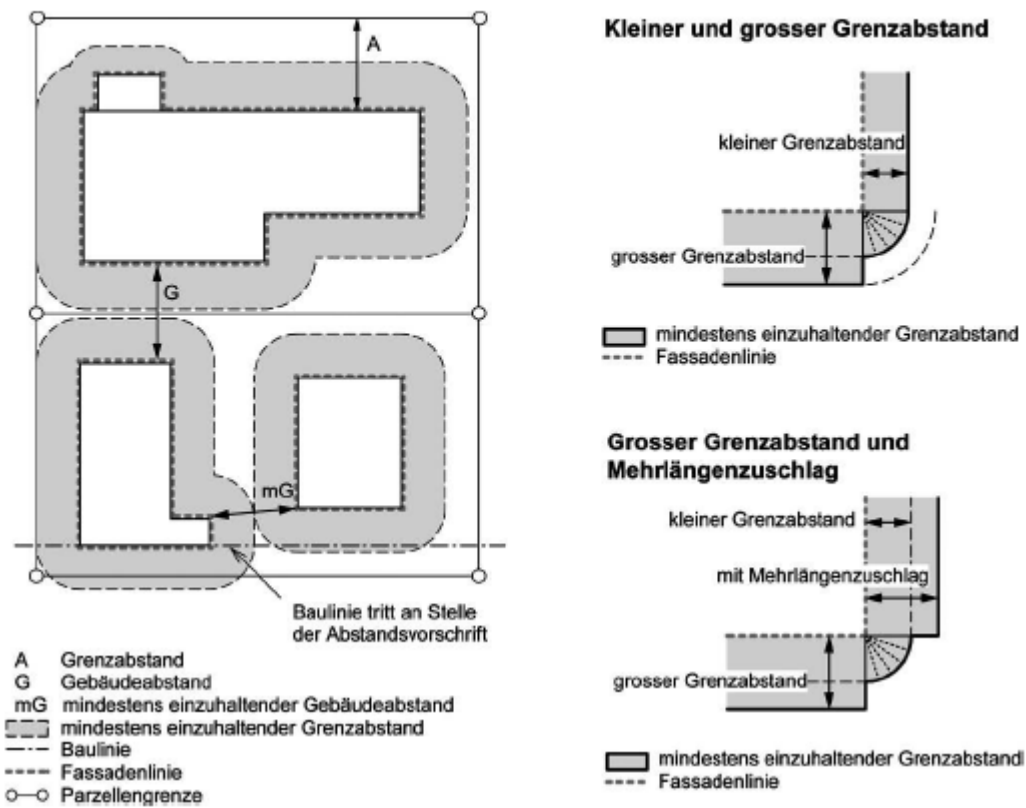 A
G
mG
Baulinie tritt an Stelle
der Abstandsvorschrift
A Grenzabstand
G Gebäudeabstand
mG mindestens einzuhaltender Gebäudeabstand
mindestens einzuhaltender Grenzabstand
Baulinie
Fassadenlinie
Parzellengrenze
Kleiner und grosser Grenzabstand
kleiner Grenzabstand
grosser Grenzabstand
mindestens einzuhaltender Grenzabstand
Fassadenlinie
Grosser Grenzabstand und
Mehrlängenzuschlag
kleiner Grenzabstand
mit Mehrlängenzuschlag
grosser Grenzabstand
mindestens einzuhaltender Grenzabstandl
Fassadenlinie